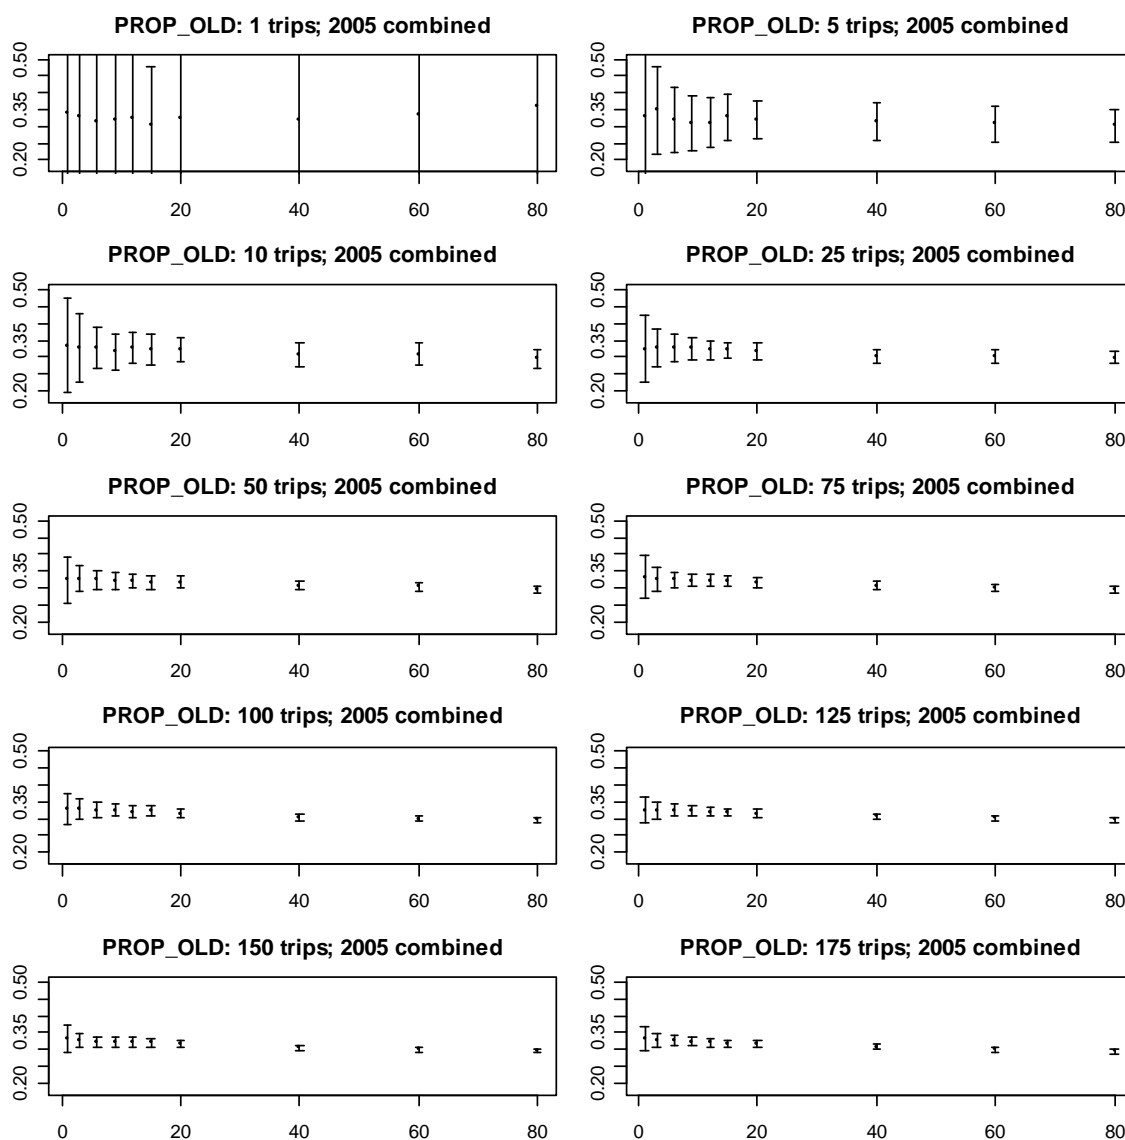 PROP_OLD: 1 trips; 2005 combined
0.20 0.35 0.50
0 20 40 60 80
PROP_OLD: 5 trips; 2005 combined
0.20 0.35 0.50
0 20 40 60 80
PROP_OLD: 10 trips; 2005 combined
0.20 0.35 0.50
0 20 40 60 80
PROP_OLD: 25 trips; 2005 combined
0.20 0.35 0.50
0 20 40 60 80
PROP_OLD: 50 trips; 2005 combined
0.20 0.35 0.50
0 20 40 60 80
PROP_OLD: 75 trips; 2005 combined
0.20 0.35 0.50
0 20 40 60 80
PROP_OLD: 100 trips; 2005 combined
0.20 0.35 0.50
0 20 40 60 80
PROP_OLD: 125 trips; 2005 combined
0.20 0.35 0.50
0 20 40 60 80
PROP_OLD: 150 trips; 2005 combined
0.20 0.35 0.50
0 20 40 60 80
PROP_OLD: 175 trips; 2005 combined
0.20 0.35 0.50
0 20 40 60 80